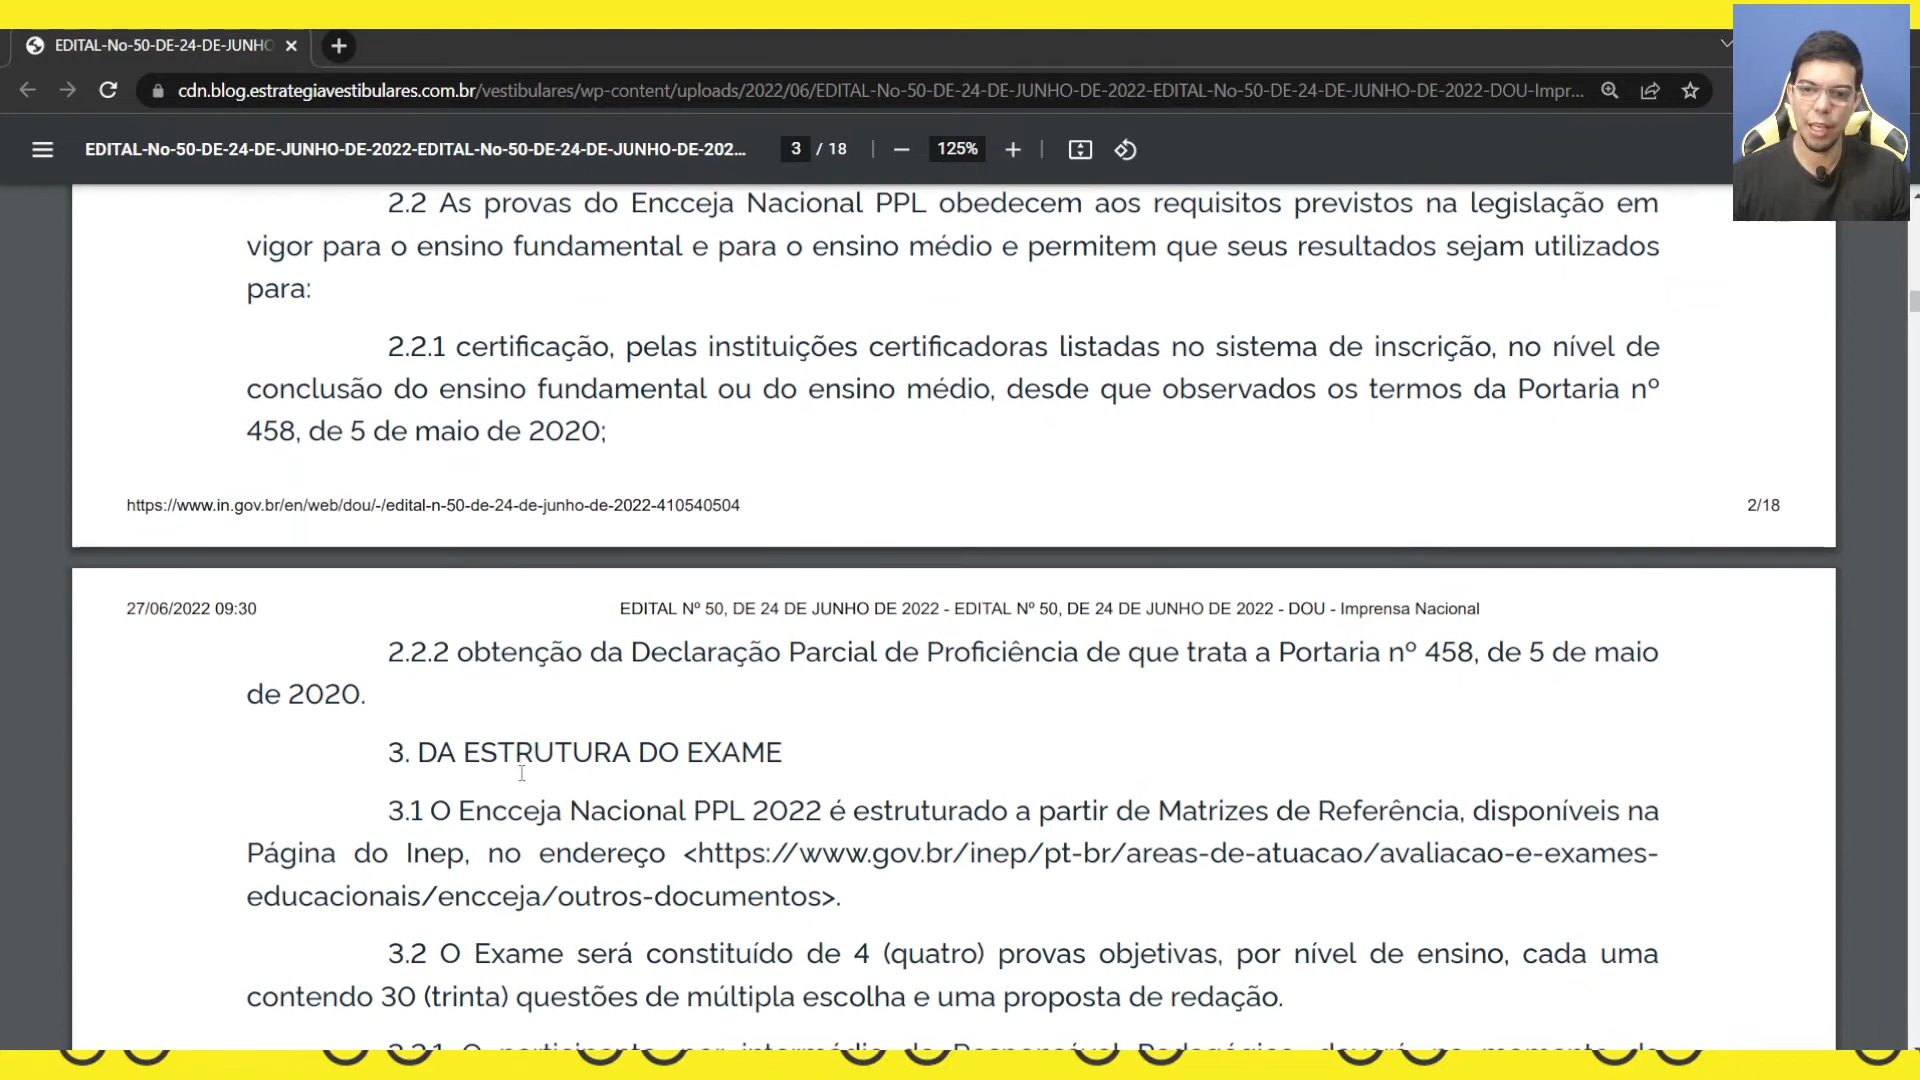 EDITAL-No-50-DE-24-DE-JUNHO
cdn.blog.estrategiavestibulares.com.br/vestibulares/wp-content/uploads/2022/06/EDITAL-No-50-DE-24-DE-JUNHO-DE-2022-EDITAL-No-50-DE-24-DE-JUNHO-DE-2022-DOU-Impr...
EDITAL-No-50-DE-24-DE-JUNHO-DE-2022-EDITAL-No-50-DE-24-DE-JUNHO-DE-202... 3 / 18 125%
2.2 As provas do Encceja Nacional PPL obedecem aos requisitos previstos na legislação em
vigor para o ensino fundamental e para o ensino médio e permitem que seus resultados sejam utilizados
para:
2.2.1 certificação, pelas instituições certificadoras listadas no sistema de inscrição, no nível de
conclusão do ensino fundamental ou do ensino médio, desde que observados os termos da Portaria nº
458, de 5 de maio de 2020;
https://www.in.gov.br/en/web/dou/-/edital-n-50-de-24-de-junho-de-2022-410540504 2/18
27/06/2022 09:30 EDITAL Nº 50, DE 24 DE JUNHO DE 2022 - EDITAL Nº 50, DE 24 DE JUNHO DE 2022 - DOU - Imprensa Nacional
2.2.2 obtenção da Declaração Parcial de Proficiência de que trata a Portaria nº 458, de 5 de maio
de 2020.
3. DA ESTRUTURA DO EXAME
3.1 O Encceja Nacional PPL 2022 é estruturado a partir de Matrizes de Referência, disponíveis na
Página do Inep, no endereço <https://www.gov.br/inep/pt-br/areas-de-atuacao/avaliacao-e-exames-
educacionais/encceja/outros-documentos>.
3.2 O Exame será constituído de 4 (quatro) provas objetivas, por nível de ensino, cada uma
contendo 30 (trinta) questões de múltipla escolha e uma proposta de redação.